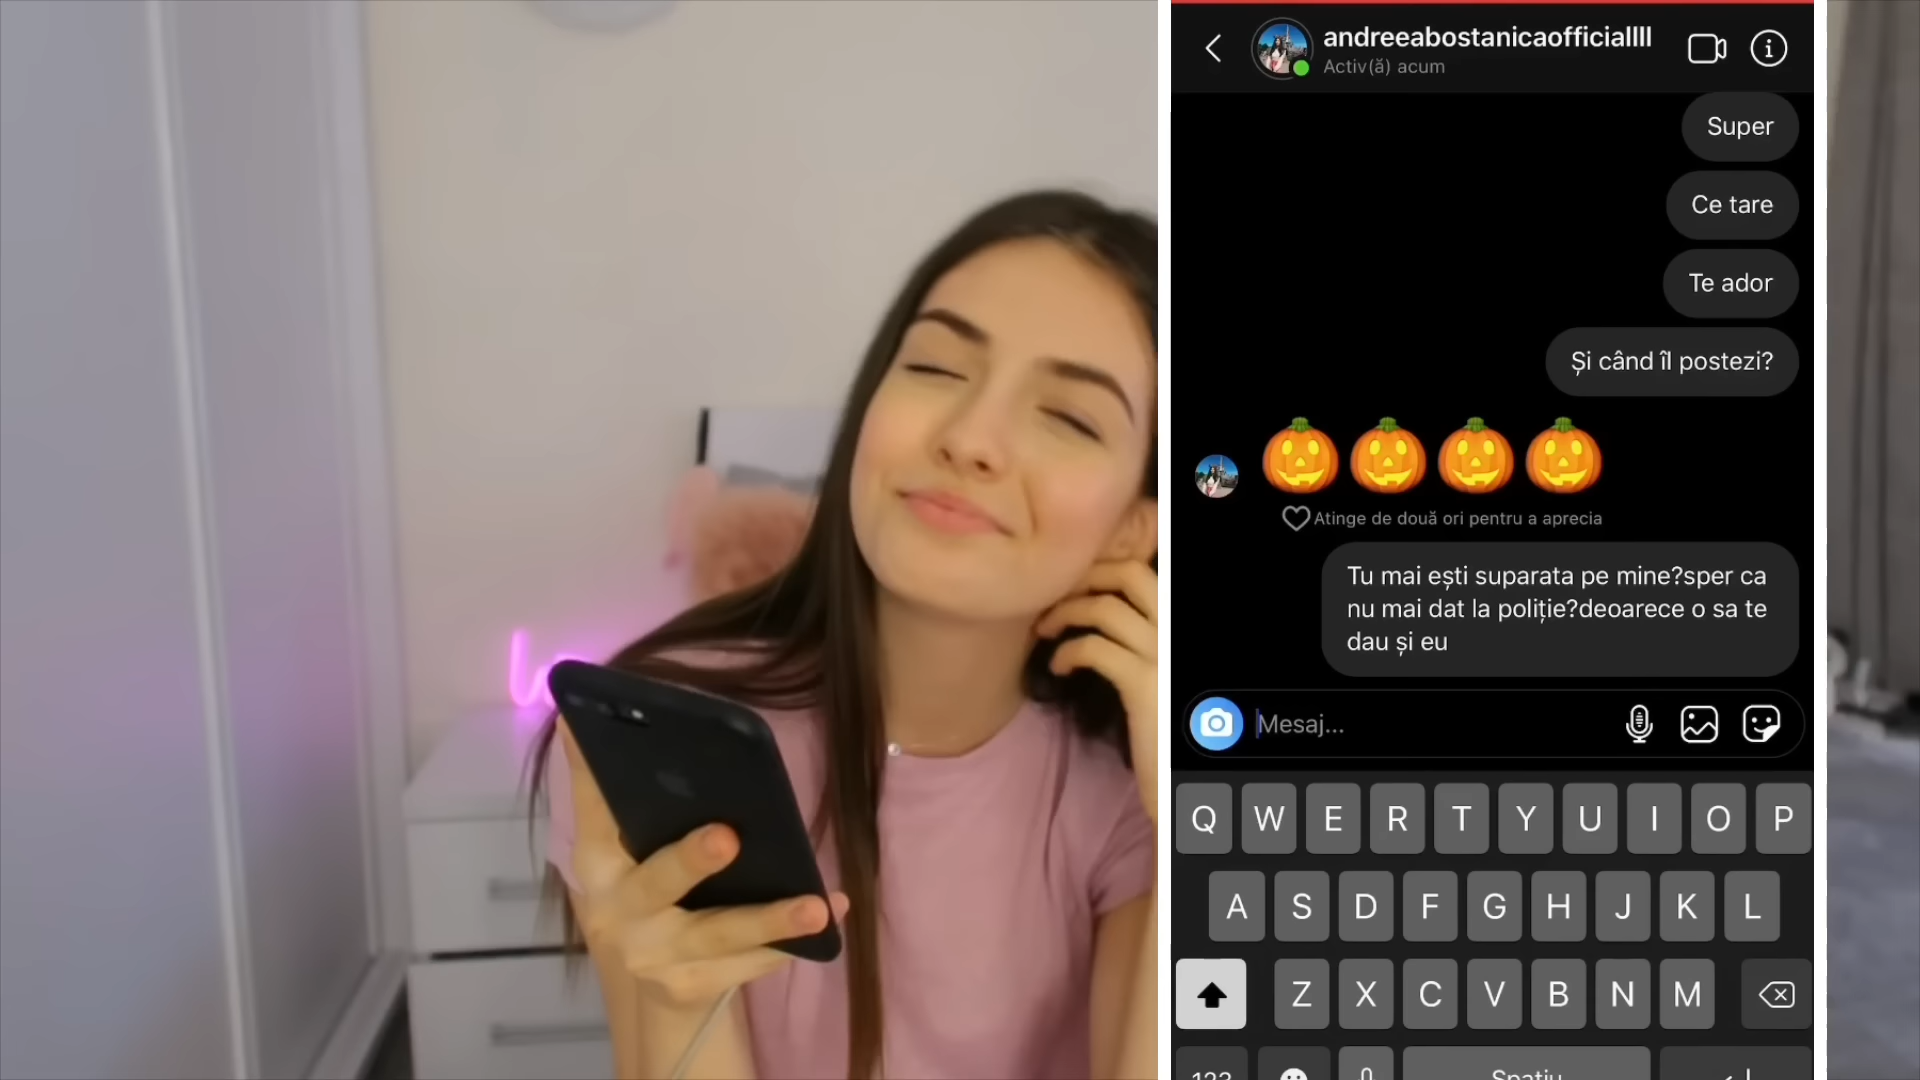 andreeabostanicaofficiallll
Activ(ă) acum
Super
Ce tare
Te ador
Și când îl postezi?
Atinge de două ori pentru a aprecia
Tu mai ești suparata pe mine?sper ca
nu mai dat la poliție?deoarece o sa te
dau și eu
Mesaj...
Q W E R T Y U I O P
A S D F G H J K L
Z X C V B N M
123 Spațiu